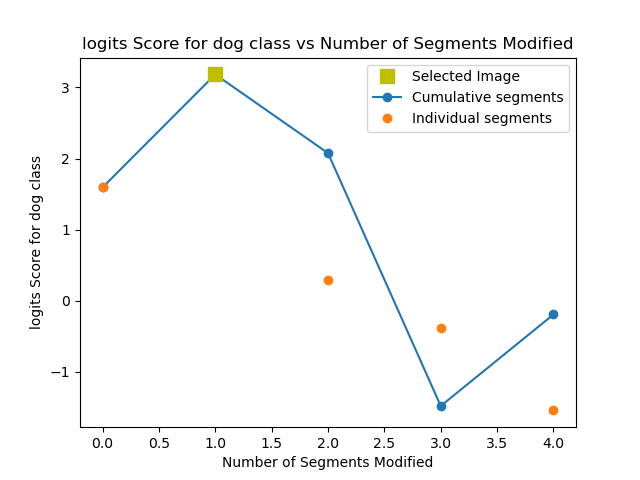 logits Score for dog class vs Number of Segments Modified
Selected Image
Cumulative segments
Individual segments
logits Score for dog class
3
2
1
0
−1
0.0 0.5 1.0 1.5 2.0 2.5 3.0 3.5 4.0
Number of Segments Modified